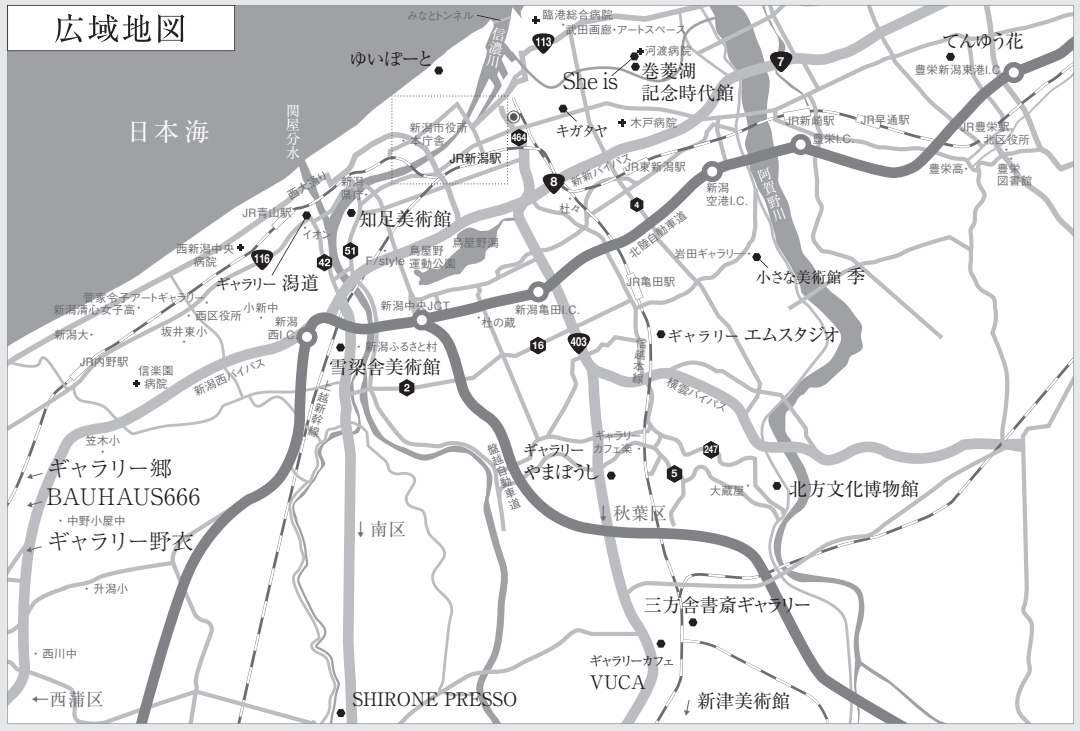 広域地図
みなとトンネル
臨港総合病院
武田画廊・アートスペース
信濃川
113
河渡病院
てんゆう花
豊栄新潟東港I.C.
7
ゆいぽーと
She is
巻菱湖
記念時代館
関屋分水
日本海
キガタヤ
木戸病院
新潟市役所
・本庁舎
464
JR新潟駅
JR新崎駅
JR早通駅
豊栄I.C.
JR豊栄駅
北区役所
豊栄高
豊栄
図書館
新新バイパス
JR東新潟駅
8
西大通り
新潟
県庁
新潟
空港I.C.
阿賀野川
杜々
4
JR青山駅
知足美術館
イオン
北陸自動車道
西新潟中央
病院
116
42
51
F/style
鳥屋野
運動公園
鳥屋野潟
岩田ギャラリー
小さな美術館 季
ギャラリー 潟道
JR亀田駅
菅家令子アートギャラリー
新潟清心女子高
西区役所
小新中
新潟中央JCT
新潟亀田I.C.
新潟大
坂井東小
新潟
西I.C.
杜の蔵
JR内野駅
信楽園
病院
新潟西バイパス
新潟ふるさと村
雪梁舎美術館
2
16
403
信越本線
ギャラリー エムスタジオ
上越新幹線
横雲バイパス
笠木小
ギャラリー郷
BAUHAUS666
中野小屋中
ギャラリー野衣
磐越自動車道
ギャラリー
やまぼうし
ギャラリー
カフェ楽
247
5
大蔵屋
北方文化博物館
↓南区
↓秋葉区
升潟小
三方舎書斎ギャラリー
西川中
ギャラリーカフェ
VUCA
←西蒲区
SHIRONE PRESSO
新津美術館